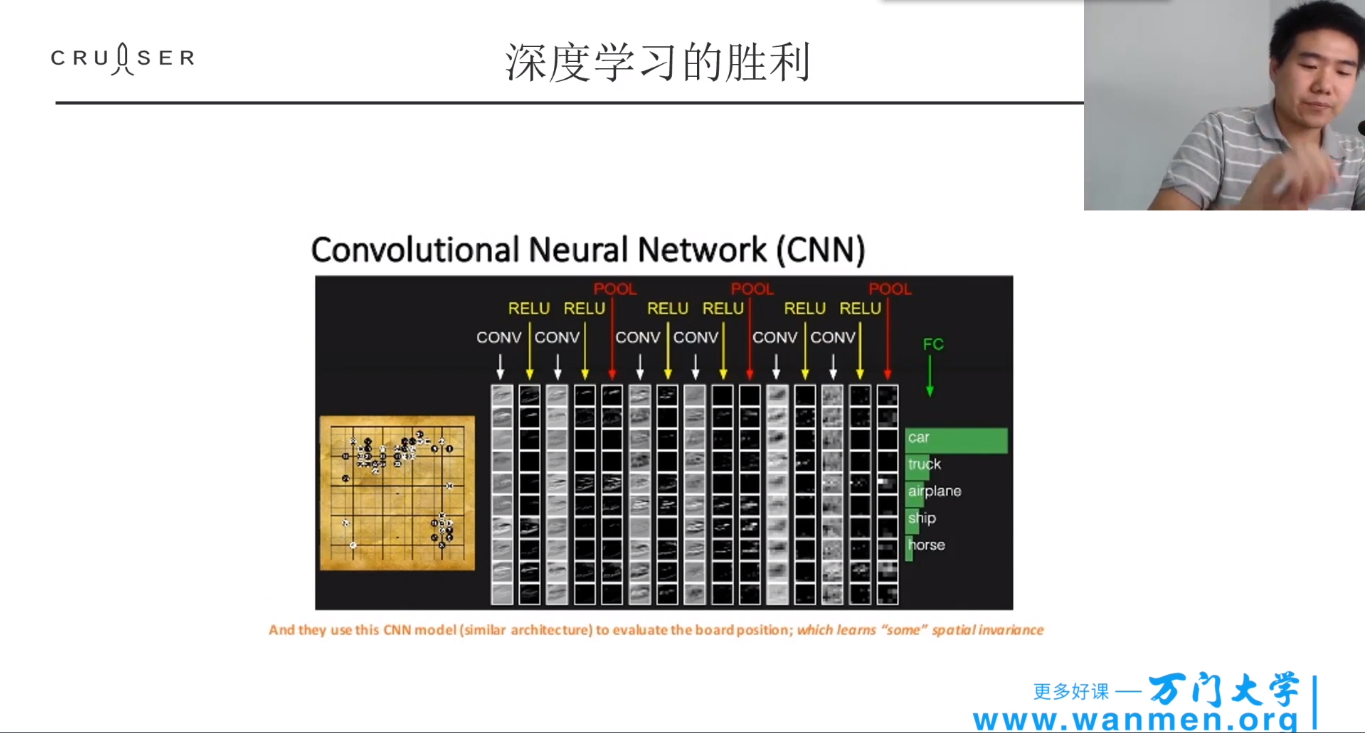 CRUISER
深度学习的胜利
Convolutional Neural Network (CNN)
POOL POOL POOL
RELU RELU RELU RELU RELU RELU
CONV CONV CONV CONV CONV CONV
FC
car
truck
airplane
ship
horse
And they use this CNN model (similar architecture) to evaluate the board position; which learns “some” spatial invariance
更多好课 — 万门大学
www.wanmen.org